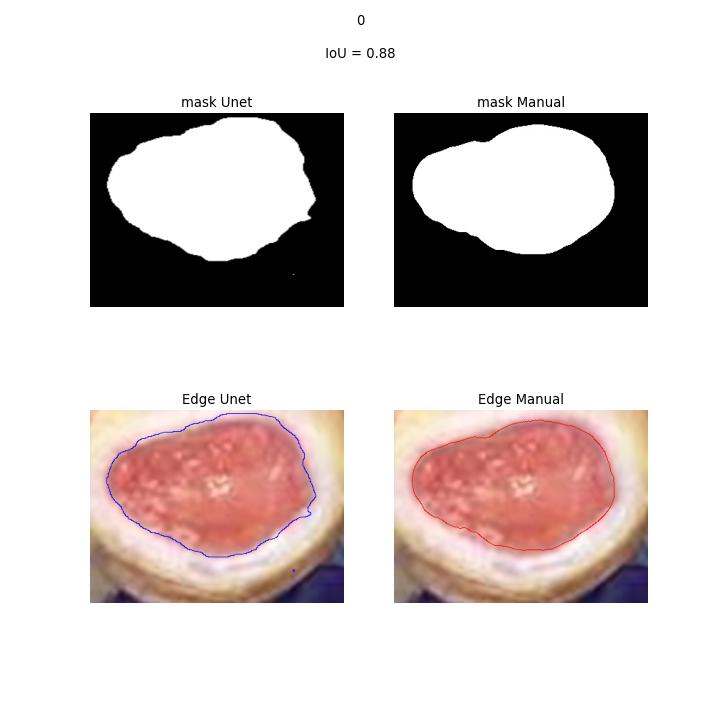 0
IoU = 0.88
mask Unet
mask Manual
Edge Unet
Edge Manual